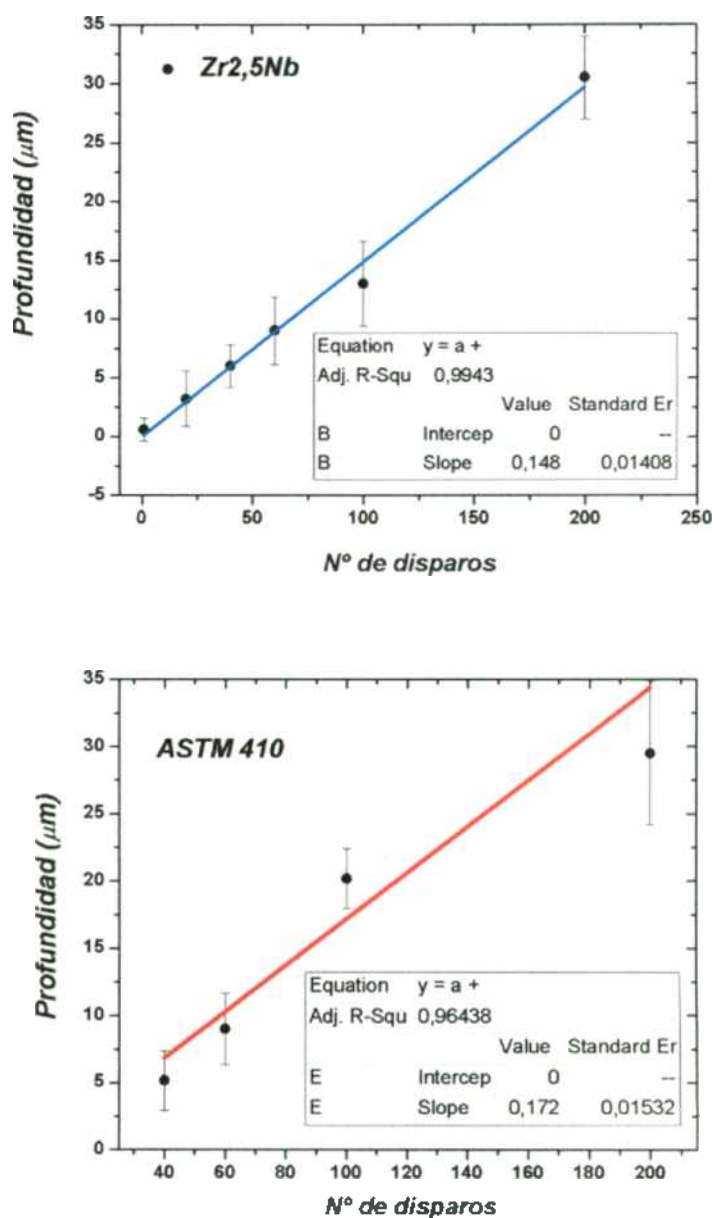 35
30
25
20
15
10
5
0
-5
Profundidad (µm)
Zr2,5Nb
Equation y = a +
Adj. R-Squ 0,9943
Value Standard Er
B Intercep 0 --
B Slope 0,148 0,01408
0 50 100 150 200 250
Nº de disparos
35
30
25
20
15
10
5
0
Profundidad (µm)
ASTM 410
Equation y = a +
Adj. R-Squ 0,96438
Value Standard Er
E Intercep 0 --
E Slope 0,172 0,01532
40 60 80 100 120 140 160 180 200
Nº de disparos